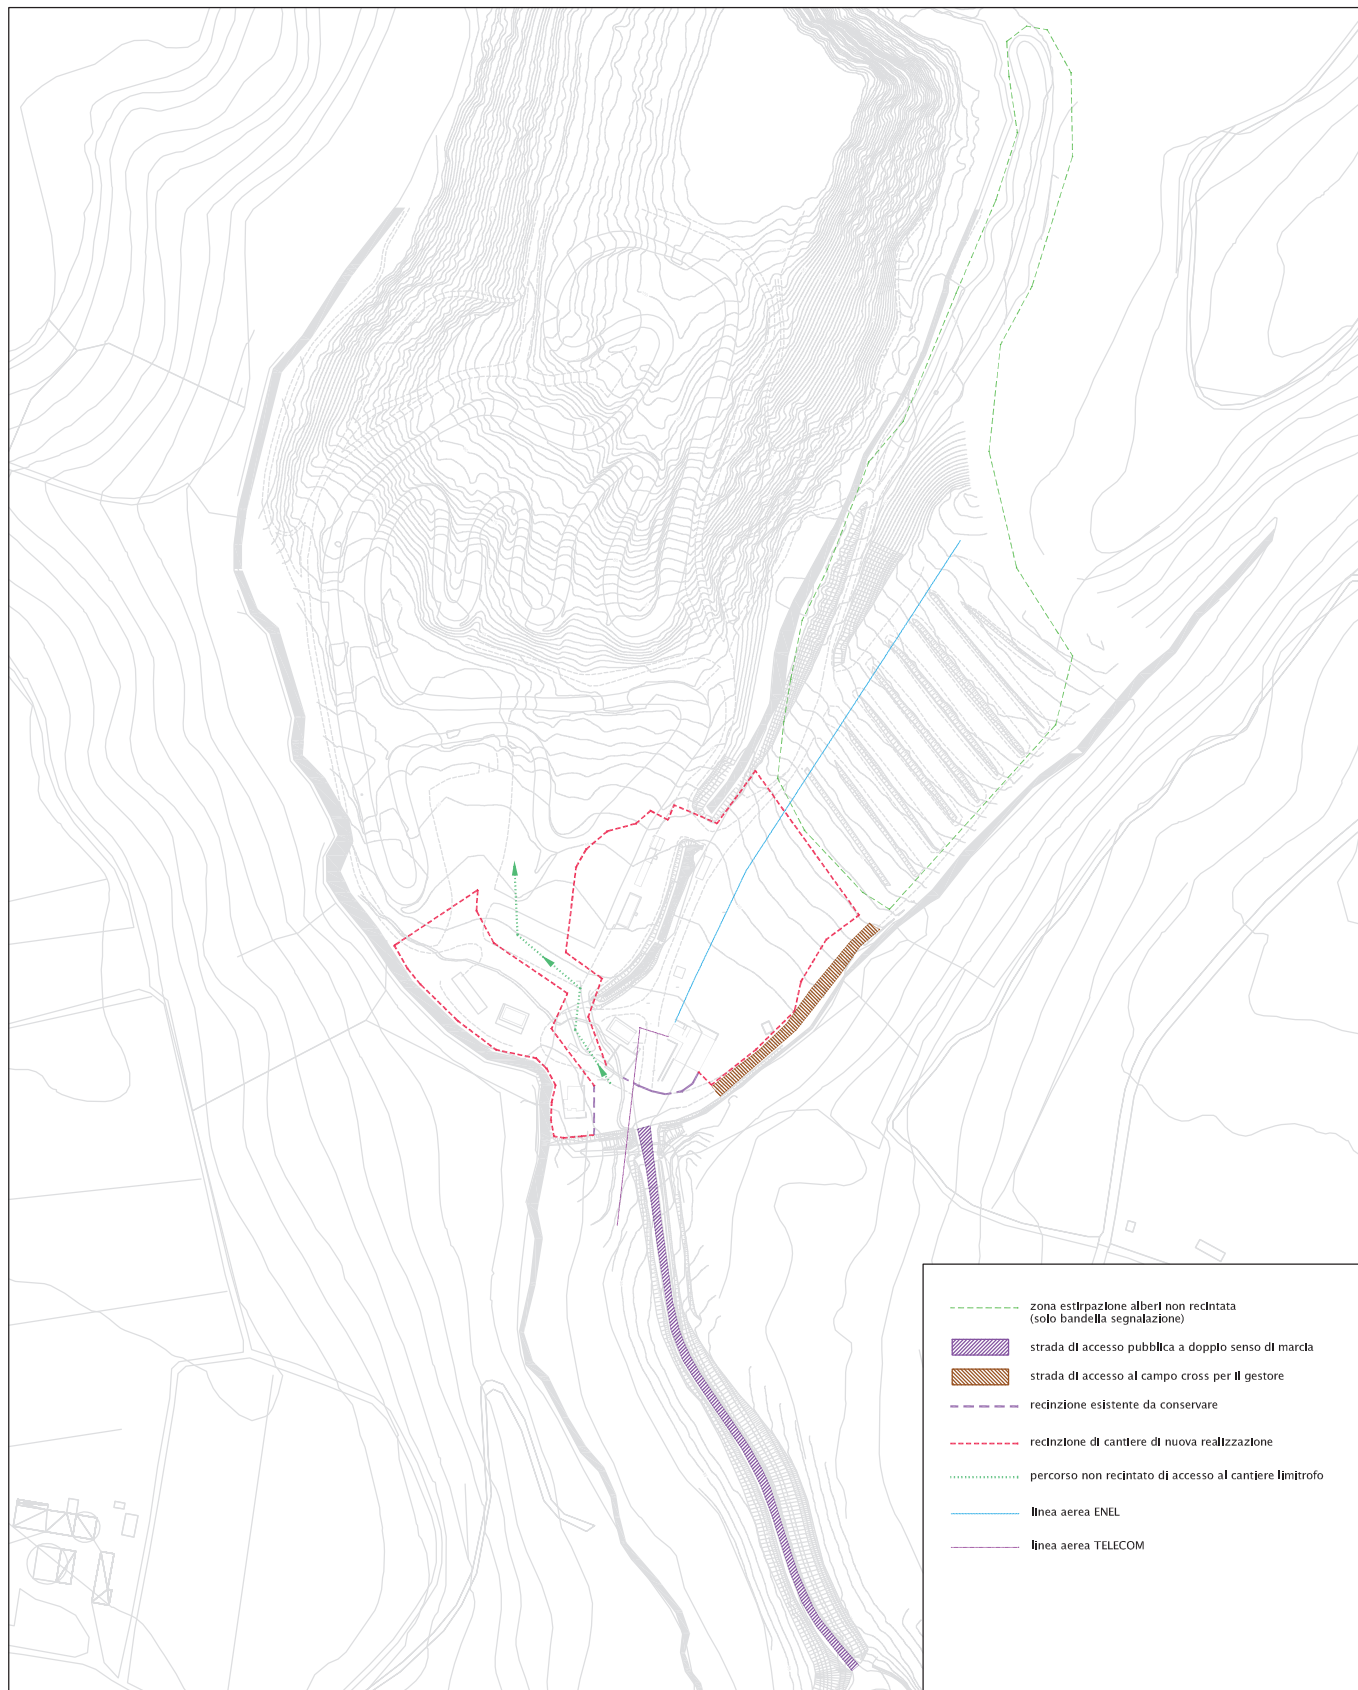 zona estirpazione alberi non recintata
(solo bandella segnalazione)
strada di accesso pubblica a doppio senso di marcia
strada di accesso al campo cross per il gestore
recinzione esistente da conservare
recinzione di cantiere di nuova realizzazione
percorso non recintato di accesso al cantiere limitrofo
linea aerea ENEL
linea aerea TELECOM